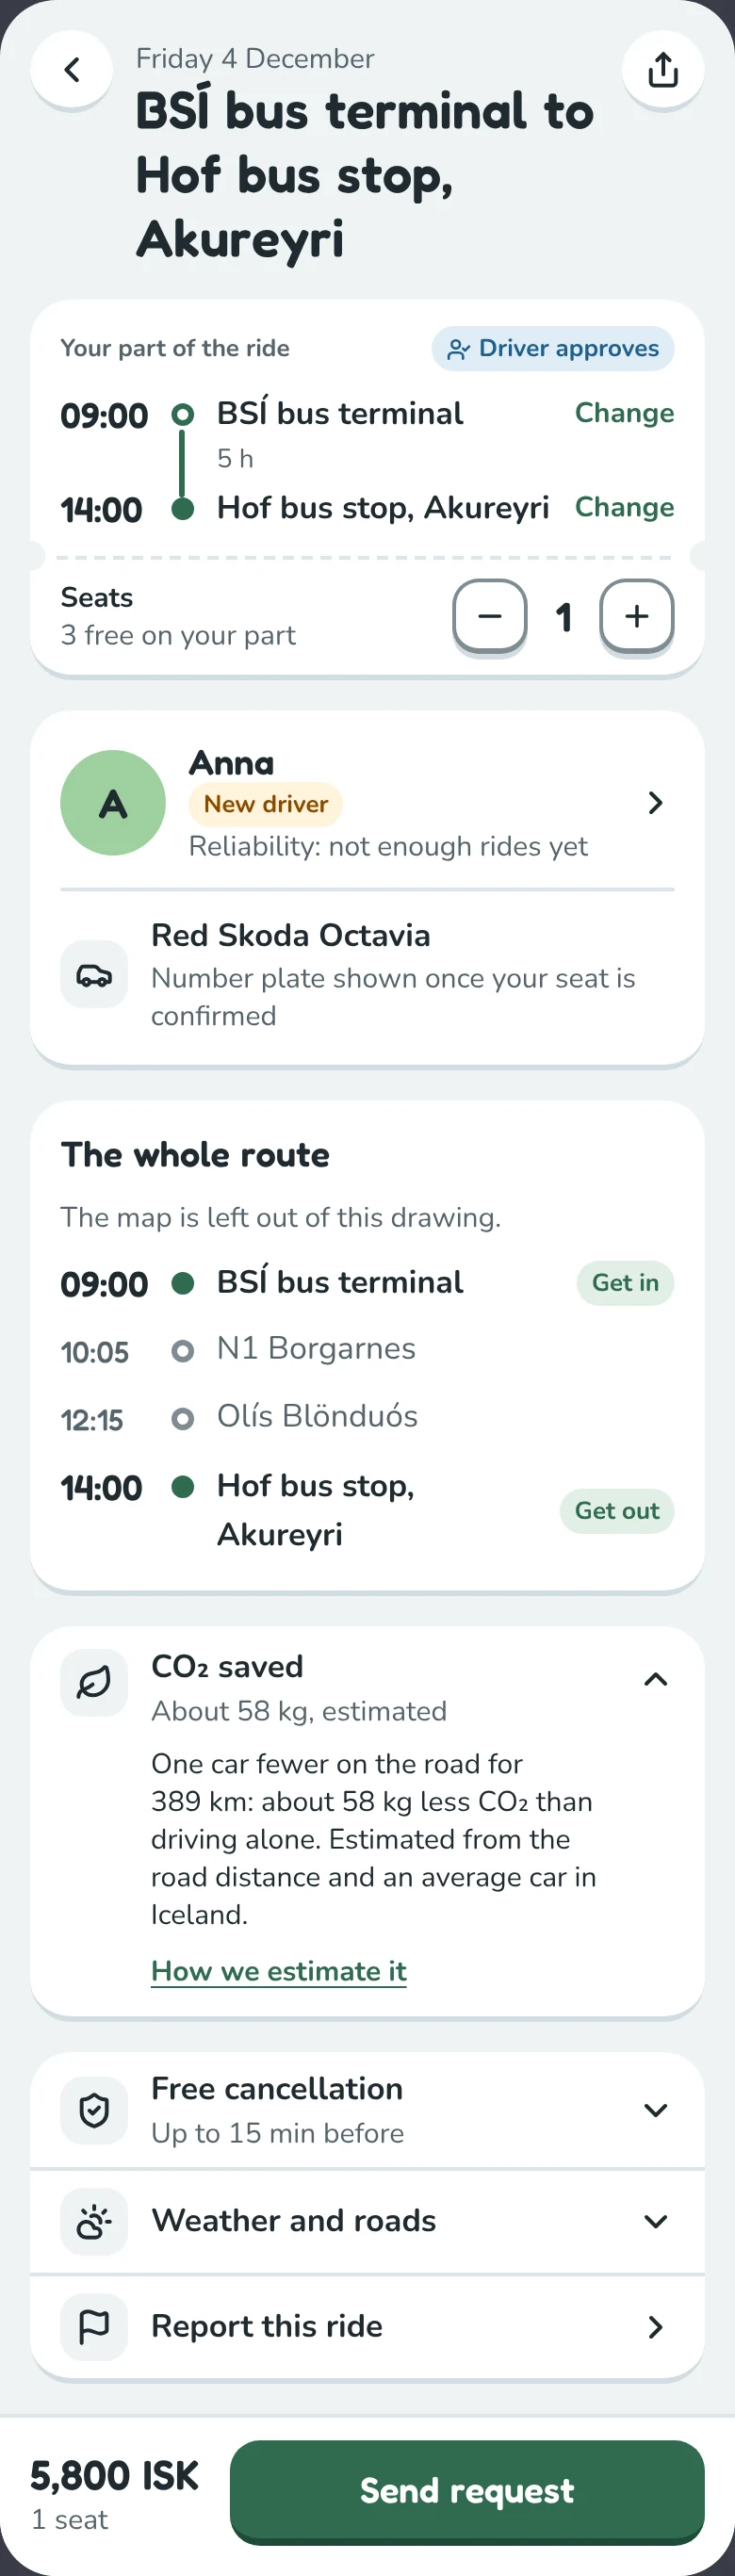 Friday 4 December
BSÍ bus terminal to
Hof bus stop,
Akureyri
Your part of the ride
Driver approves
09:00 BSÍ bus terminal Change
5 h
14:00 Hof bus stop, Akureyri Change
Seats
3 free on your part
1
A
Anna
New driver
Reliability: not enough rides yet
Red Skoda Octavia
Number plate shown once your seat is
confirmed
The whole route
The map is left out of this drawing.
09:00 BSÍ bus terminal Get in
10:05 N1 Borgarnes
12:15 Olís Blönduós
14:00 Hof bus stop,
Akureyri
Get out
CO₂ saved
About 58 kg, estimated
One car fewer on the road for
389 km: about 58 kg less CO₂ than
driving alone. Estimated from the
road distance and an average car in
Iceland.
How we estimate it
Free cancellation
Up to 15 min before
Weather and roads
Report this ride
5,800 ISK
1 seat
Send request